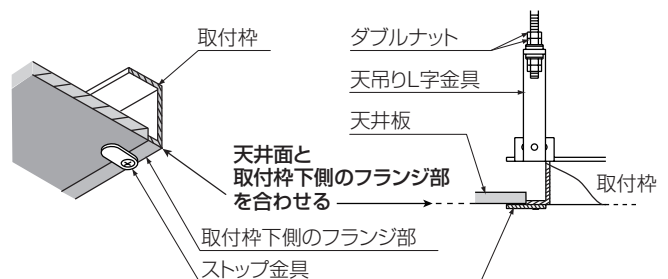 取付枠
ダブルナット
天吊りL字金具
天井板
天井面と
取付枠下側のフランジ部
を合わせる
取付枠
取付枠下側のフランジ部
ストップ金具